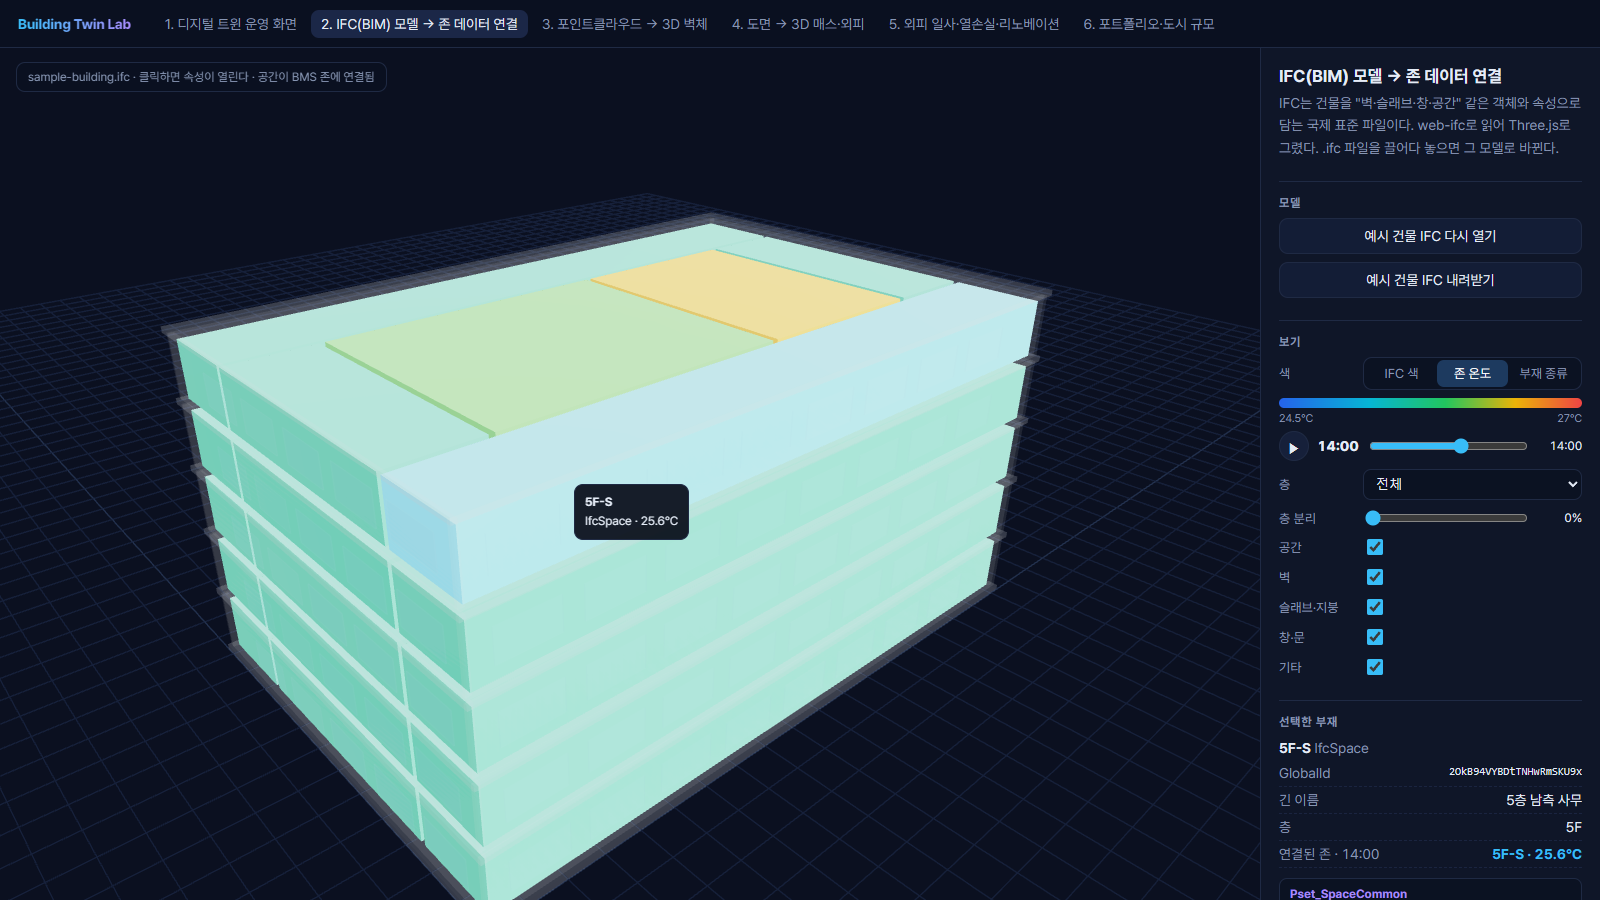 Building Twin Lab
1. 디지털 트윈 운영 화면
2. IFC(BIM) 모델 → 존 데이터 연결
3. 포인트클라우드 → 3D 벽체
4. 도면 → 3D 매스·외피
5. 외피 일사·열손실·리노베이션
6. 포트폴리오·도시 규모
sample-building.ifc · 클릭하면 속성이 열린다 · 공간이 BMS 존에 연결됨
5F-S
IfcSpace · 25.6°C
IFC(BIM) 모델 → 존 데이터 연결
IFC는 건물을 "벽·슬래브·창·공간" 같은 객체와 속성으로
담는 국제 표준 파일이다. web-ifc로 읽어 Three.js로
그렸다. .ifc 파일을 끌어다 놓으면 그 모델로 바뀐다.
모델
예시 건물 IFC 다시 열기
예시 건물 IFC 내려받기
보기
색
IFC 색
존 온도
부재 종류
24.5°C
27°C
14:00
14:00
층
전체
층 분리
0%
공간
벽
슬래브·지붕
창·문
기타
선택한 부재
5F-S IfcSpace
GlobalId
2OkB94VYBDtTNHwRmSKU9x
긴 이름
5층 남측 사무
층
5F
연결된 존 · 14:00
5F-S · 25.6°C
Pset_SpaceCommon